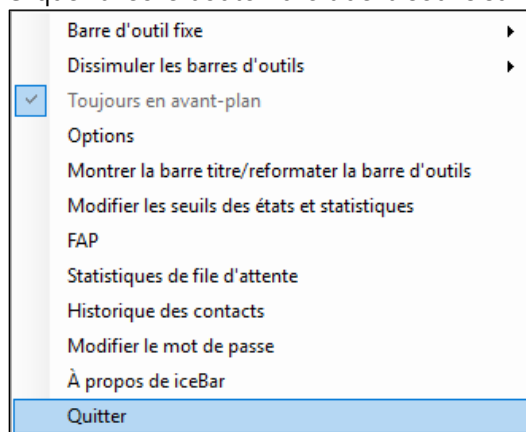 Barre d'outil fixe
Dissimuler les barres d'outils
Toujours en avant-plan
Options
Montrer la barre titre/reformater la barre d'outils
Modifier les seuils des états et statistiques
FAP
Statistiques de file d'attente
Historique des contacts
Modifier le mot de passe
À propos de iceBar
Quitter